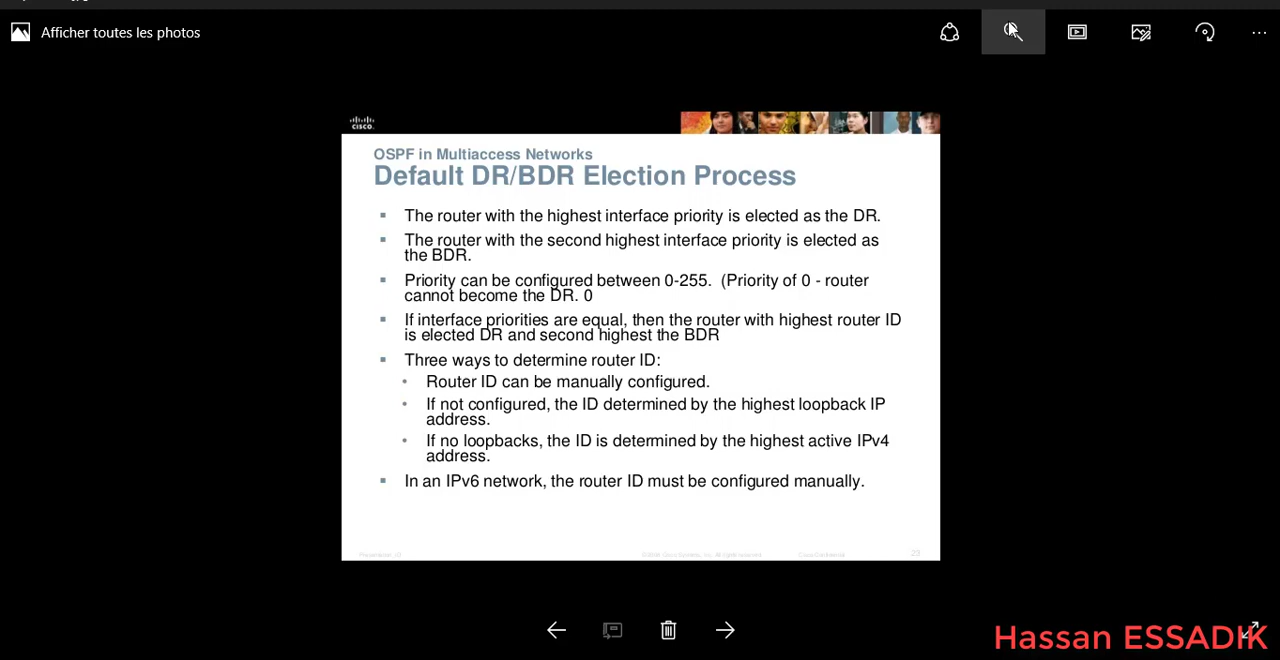 Afficher toutes les photos
CISCO
OSPF in Multiaccess Networks
Default DR/BDR Election Process
The router with the highest interface priority is elected as the DR.
The router with the second highest interface priority is elected as
the BDR.
Priority can be configured between 0-255.  (Priority of 0 - router
cannot become the DR. 0
If interface priorities are equal, then the router with highest router ID
is elected DR and second highest the BDR
Three ways to determine router ID:
Router ID can be manually configured.
If not configured, the ID determined by the highest loopback IP
address.
If no loopbacks, the ID is determined by the highest active IPv4
address.
In an IPv6 network, the router ID must be configured manually.
Presentation_ID
Cisco Confidential
29
Hassan ESSADIK